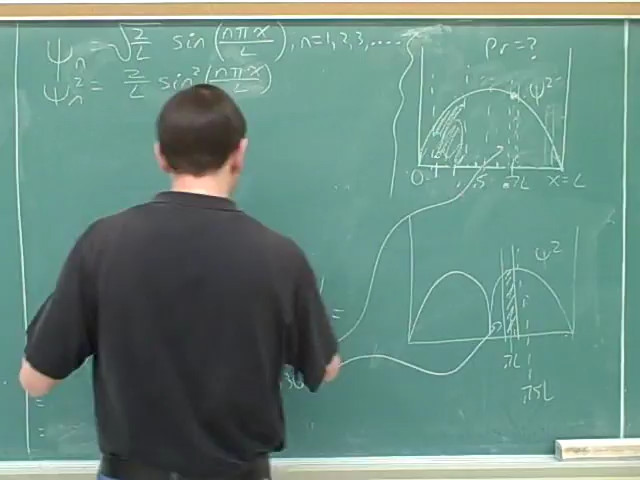 ψn = √2/L sin(nπx/L), n=1,2,3,.....
ψn² = 2/L sin²(nπx/L)
Pr=?
ψ²
0 .5 .7L x=L
ψ²
=
.7L
.75L
=
=